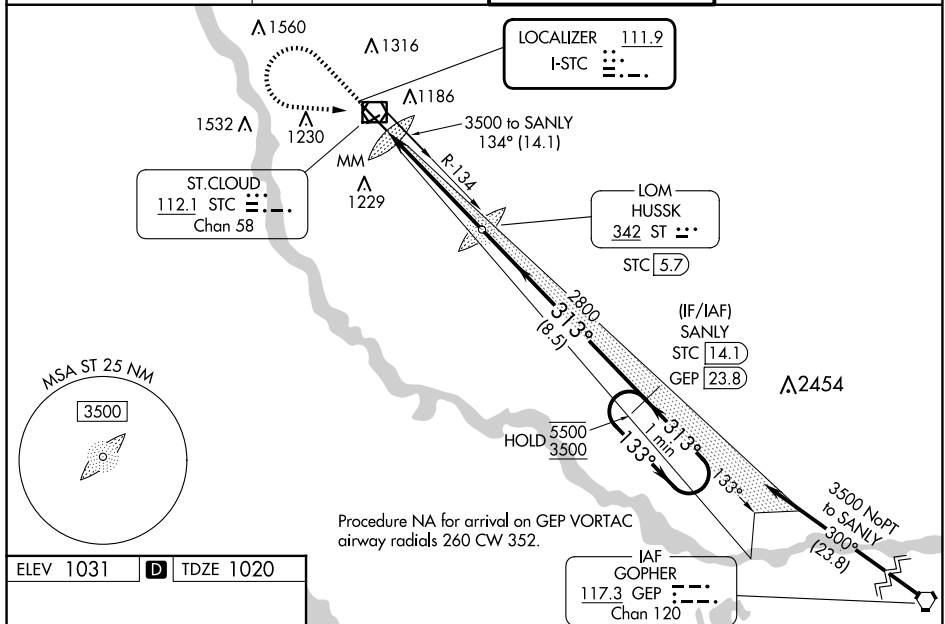 1560
1316
LOCALIZER 111.9
I-STC
1186
1532
1230
3500 to SANLY
134° (14.1)
MM
R-134
1229
ST.CLOUD
112.1 STC
Chan 58
LOM
HUSSK
342 ST
STC 5.7
2800
313°
(8.5)
(IF/IAF)
SANLY
STC 14.1
GEP 23.8
2454
MSA ST 25 NM
3500
HOLD 5500
3500
1 min
313°
133°
133°
3500 NoPT
to SANLY
300°
(23.8)
Procedure NA for arrival on GEP VORTAC
airway radials 260 CW 352.
IAF
GOPHER
117.3 GEP
Chan 120
ELEV 1031 D TDZE 1020